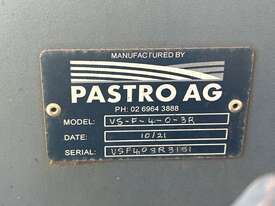 MANUFACTURED BY
PASTRO AG
PH: 02 6964 3888
MODEL: VS-F-4-0-3R
DATE: 10/21
SERIAL: VSF403R3151